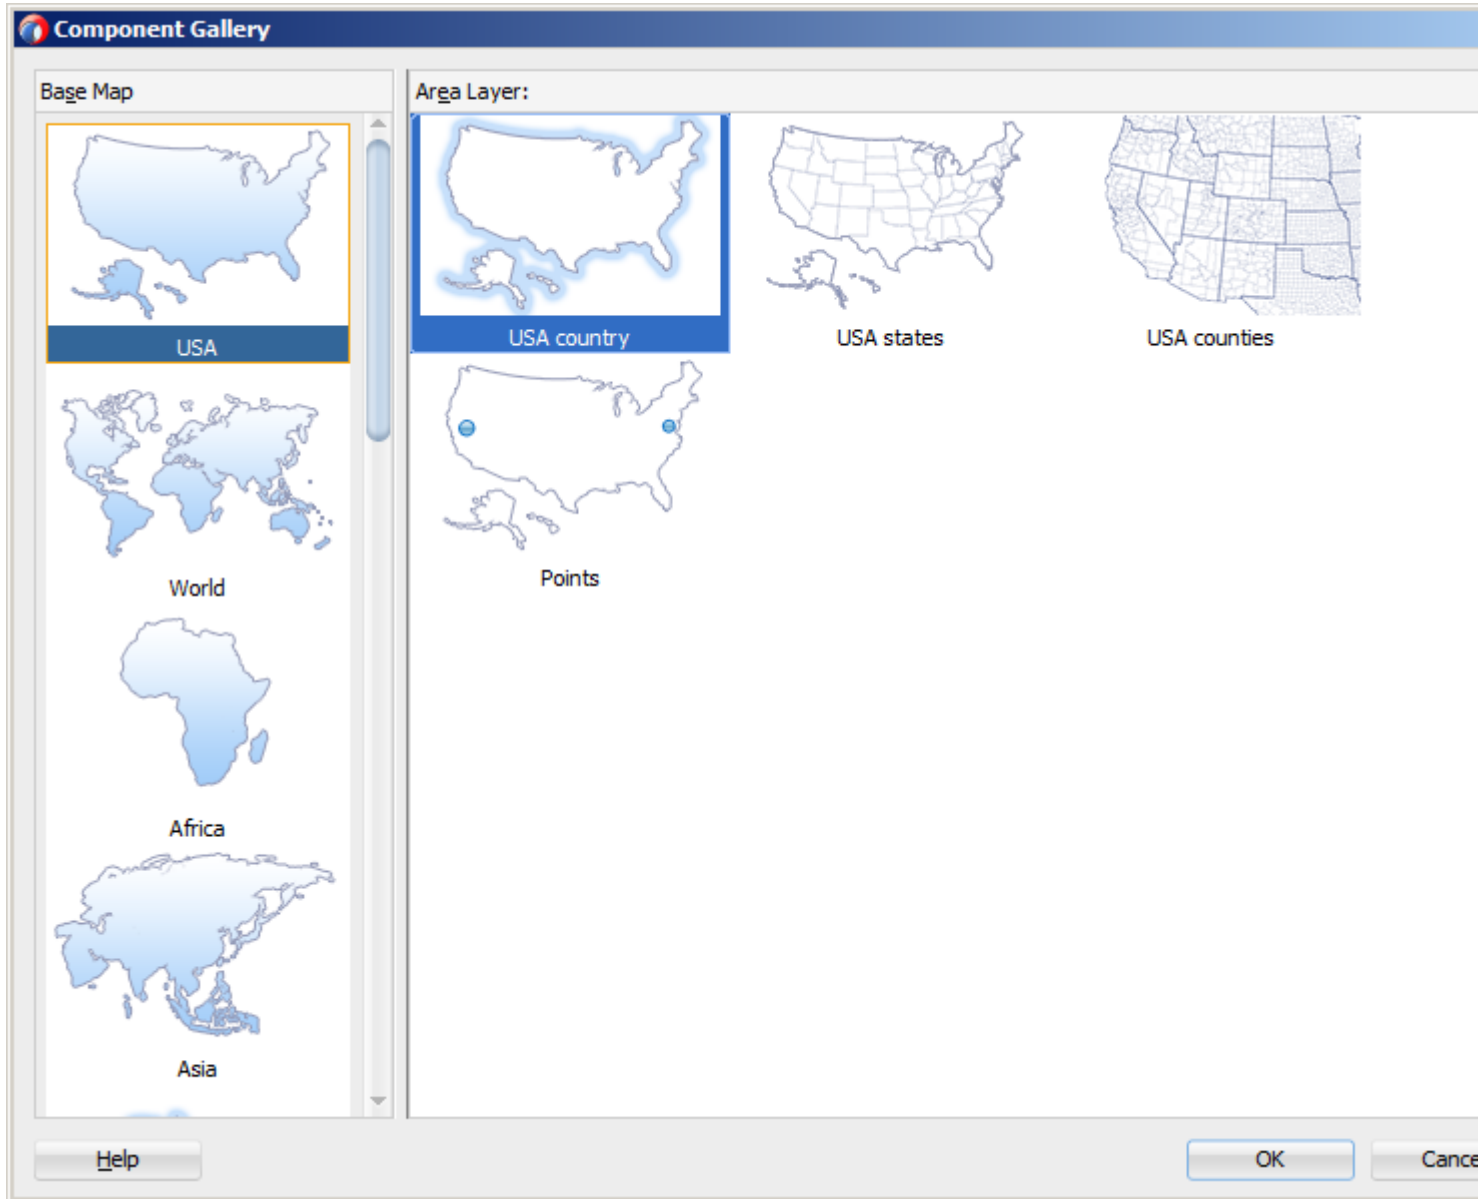 Component Gallery
Base Map
Area Layer:
USA
World
Africa
Asia
USA country
USA states
USA counties
Points
Help
OK
Cance